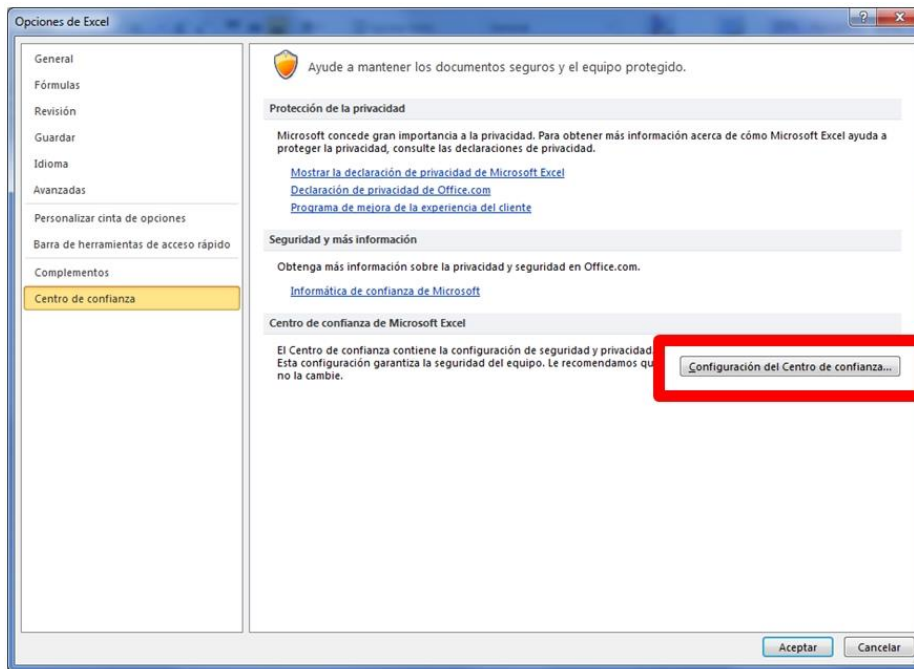 Opciones de Excel
General
Fórmulas
Revisión
Guardar
Idioma
Avanzadas
Personalizar cinta de opciones
Barra de herramientas de acceso rápido
Complementos
Centro de confianza
Ayude a mantener los documentos seguros y el equipo protegido.
Protección de la privacidad
Microsoft concede gran importancia a la privacidad. Para obtener más información acerca de cómo Microsoft Excel ayuda a
proteger la privacidad, consulte las declaraciones de privacidad.
Mostrar la declaración de privacidad de Microsoft Excel
Declaración de privacidad de Office.com
Programa de mejora de la experiencia del cliente
Seguridad y más información
Obtenga más información sobre la privacidad y seguridad en Office.com.
Informática de confianza de Microsoft
Centro de confianza de Microsoft Excel
El Centro de confianza contiene la configuración de seguridad y privacidad.
Esta configuración garantiza la seguridad del equipo. Le recomendamos qu
no la cambie.
Configuración del Centro de confianza...
Aceptar
Cancelar